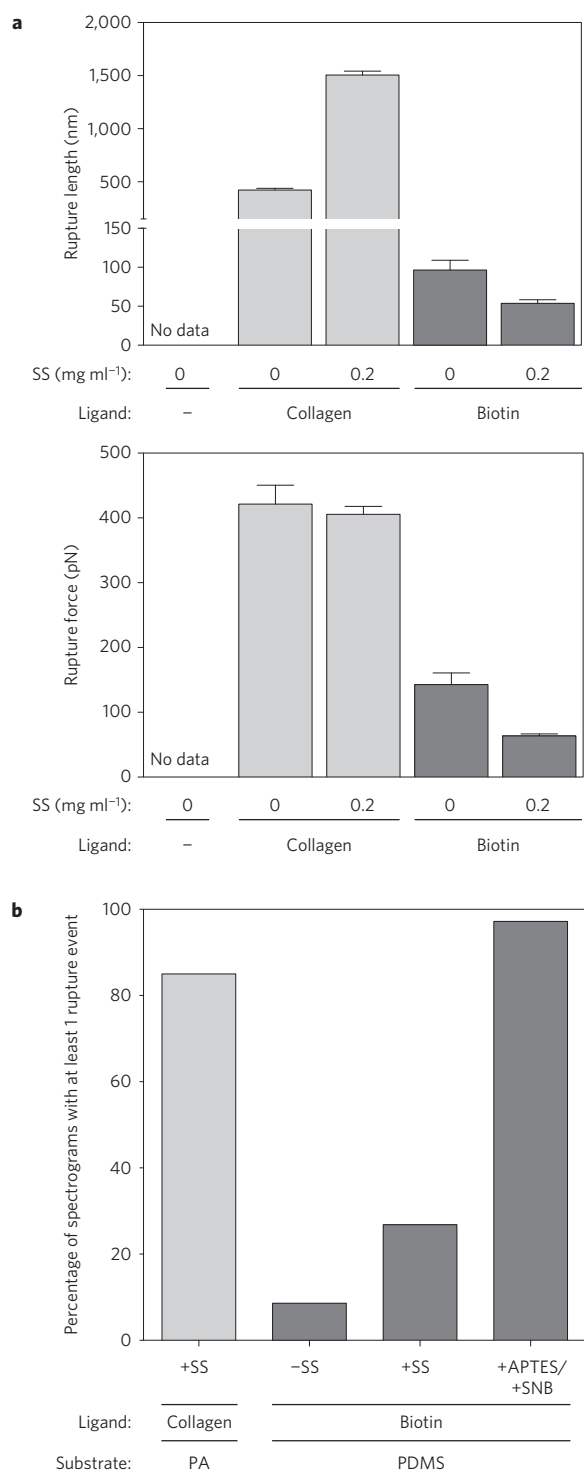 a
Rupture length (nm)
2,000
1,500
1,000
500
150
100
50
0
No data
SS (mg ml⁻¹): 0 0 0.2 0 0.2
Ligand: – Collagen Biotin
Rupture force (pN)
500
400
300
200
100
0
No data
SS (mg ml⁻¹): 0 0 0.2 0 0.2
Ligand: – Collagen Biotin
b
Percentage of spectrograms with at least 1 rupture event
100
80
60
40
20
0
+SS −SS +SS +APTES/
+SNB
Ligand: Collagen Biotin
Substrate: PA PDMS